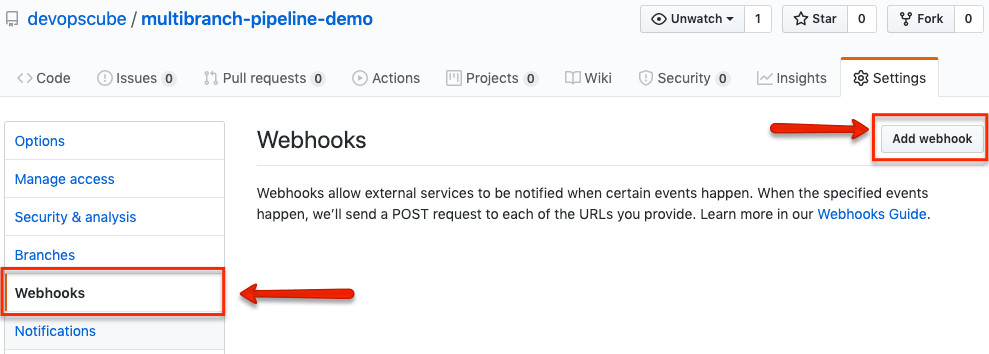 devopscube / multibranch-pipeline-demo
Unwatch 1 Star 0 Fork 0
Code Issues 0 Pull requests 0 Actions Projects 0 Wiki Security 0 Insights Settings
Options
Manage access
Security & analysis
Branches
Webhooks
Notifications
Webhooks
Add webhook
Webhooks allow external services to be notified when certain events happen. When the specified events
happen, we'll send a POST request to each of the URLs you provide. Learn more in our Webhooks Guide.